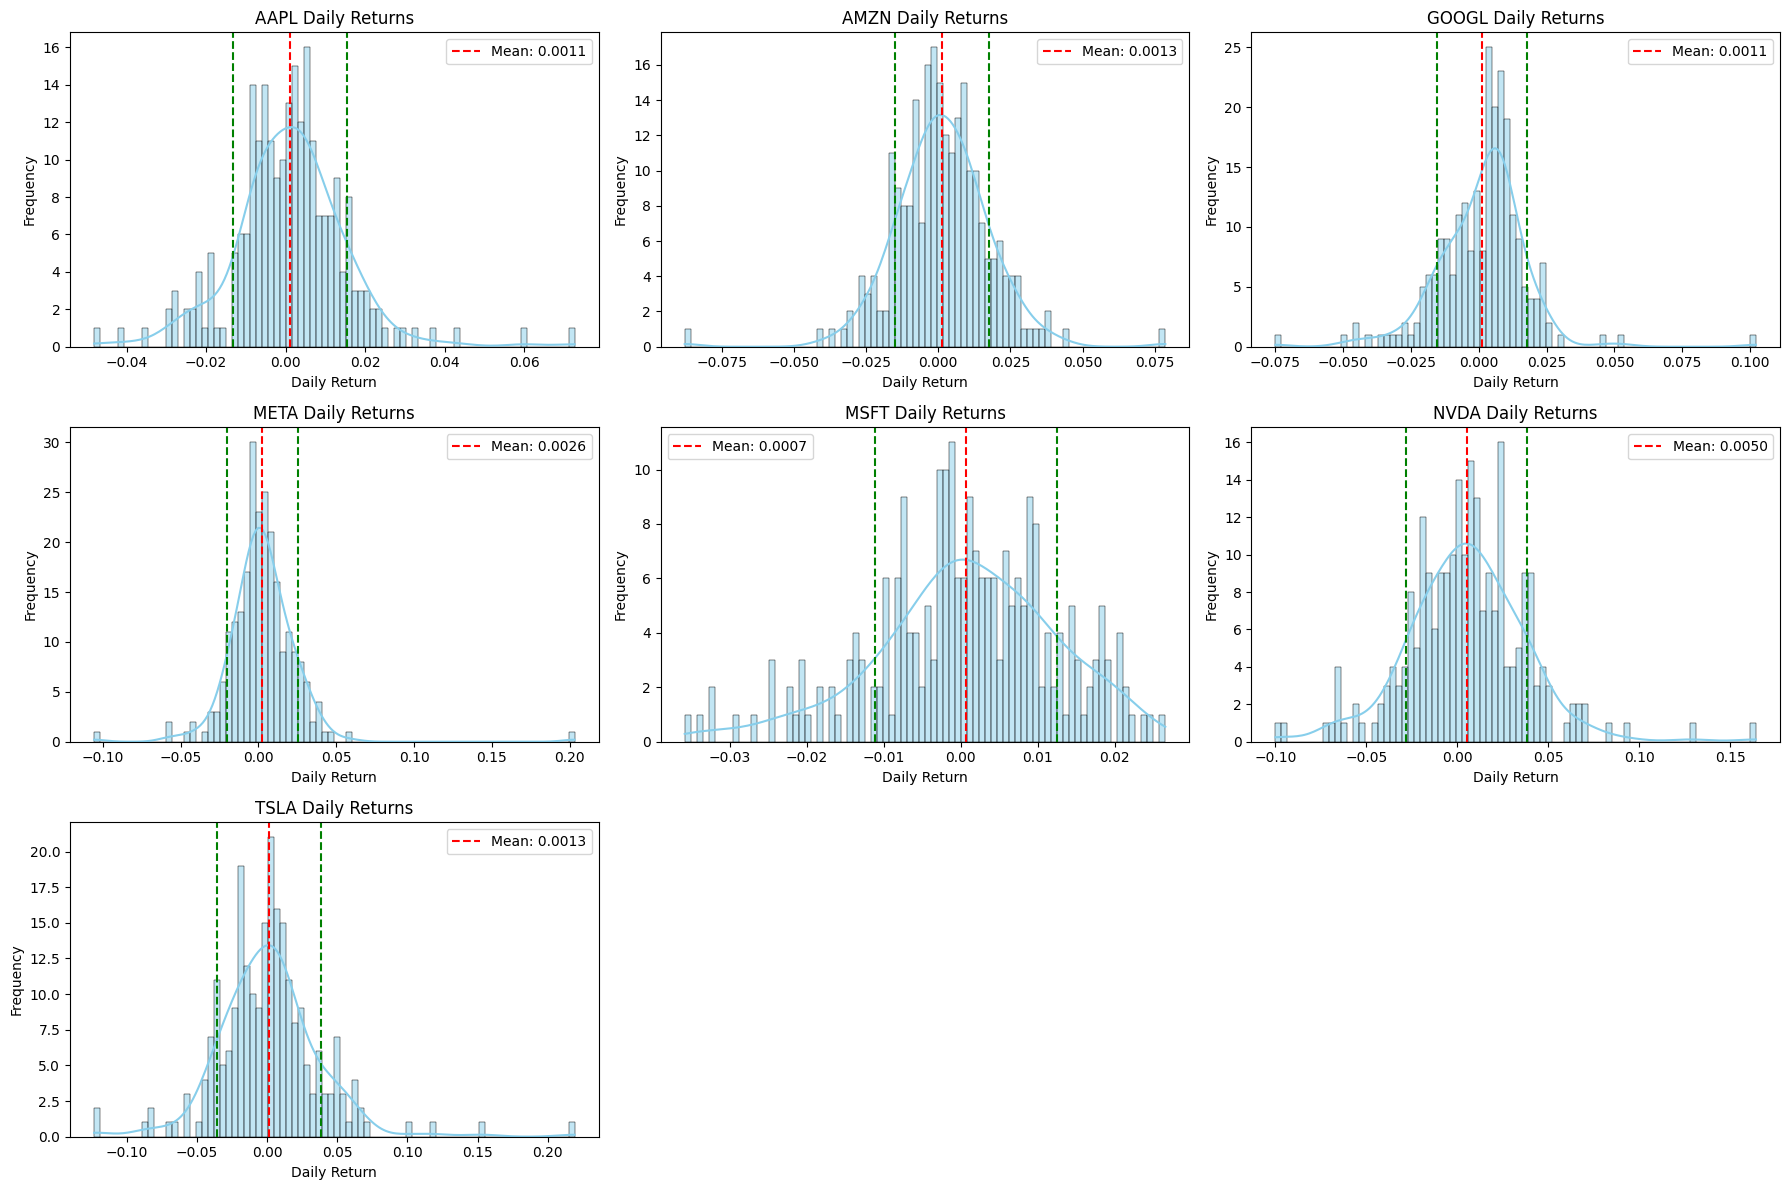 AAPL Daily Returns
Mean: 0.0011
Frequency
16
14
12
10
8
6
4
2
0
−0.04 −0.02 0.00 0.02 0.04 0.06
Daily Return
AMZN Daily Returns
Mean: 0.0013
Frequency
16
14
12
10
8
6
4
2
0
−0.075 −0.050 −0.025 0.000 0.025 0.050 0.075
Daily Return
GOOGL Daily Returns
Mean: 0.0011
Frequency
25
20
15
10
5
0
−0.075 −0.050 −0.025 0.000 0.025 0.050 0.075 0.100
Daily Return
META Daily Returns
Mean: 0.0026
Frequency
30
25
20
15
10
5
0
−0.10 −0.05 0.00 0.05 0.10 0.15 0.20
Daily Return
MSFT Daily Returns
Mean: 0.0007
Frequency
10
8
6
4
2
0
−0.03 −0.02 −0.01 0.00 0.01 0.02
Daily Return
NVDA Daily Returns
Mean: 0.0050
Frequency
16
14
12
10
8
6
4
2
0
−0.10 −0.05 0.00 0.05 0.10 0.15
Daily Return
TSLA Daily Returns
Mean: 0.0013
Frequency
20.0
17.5
15.0
12.5
10.0
7.5
5.0
2.5
0.0
−0.10 −0.05 0.00 0.05 0.10 0.15 0.20
Daily Return